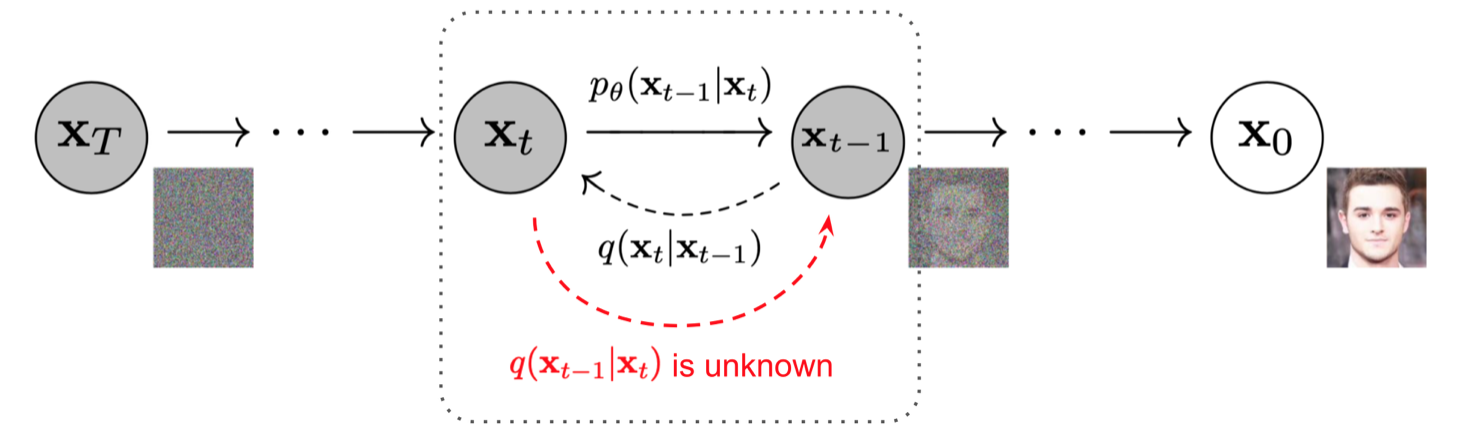 p_θ(x_{t−1}|x_t)
x_T → ··· → x_t → x_{t−1} → ··· → x_0
q(x_t|x_{t−1})
q(x_{t−1}|x_t) is unknown